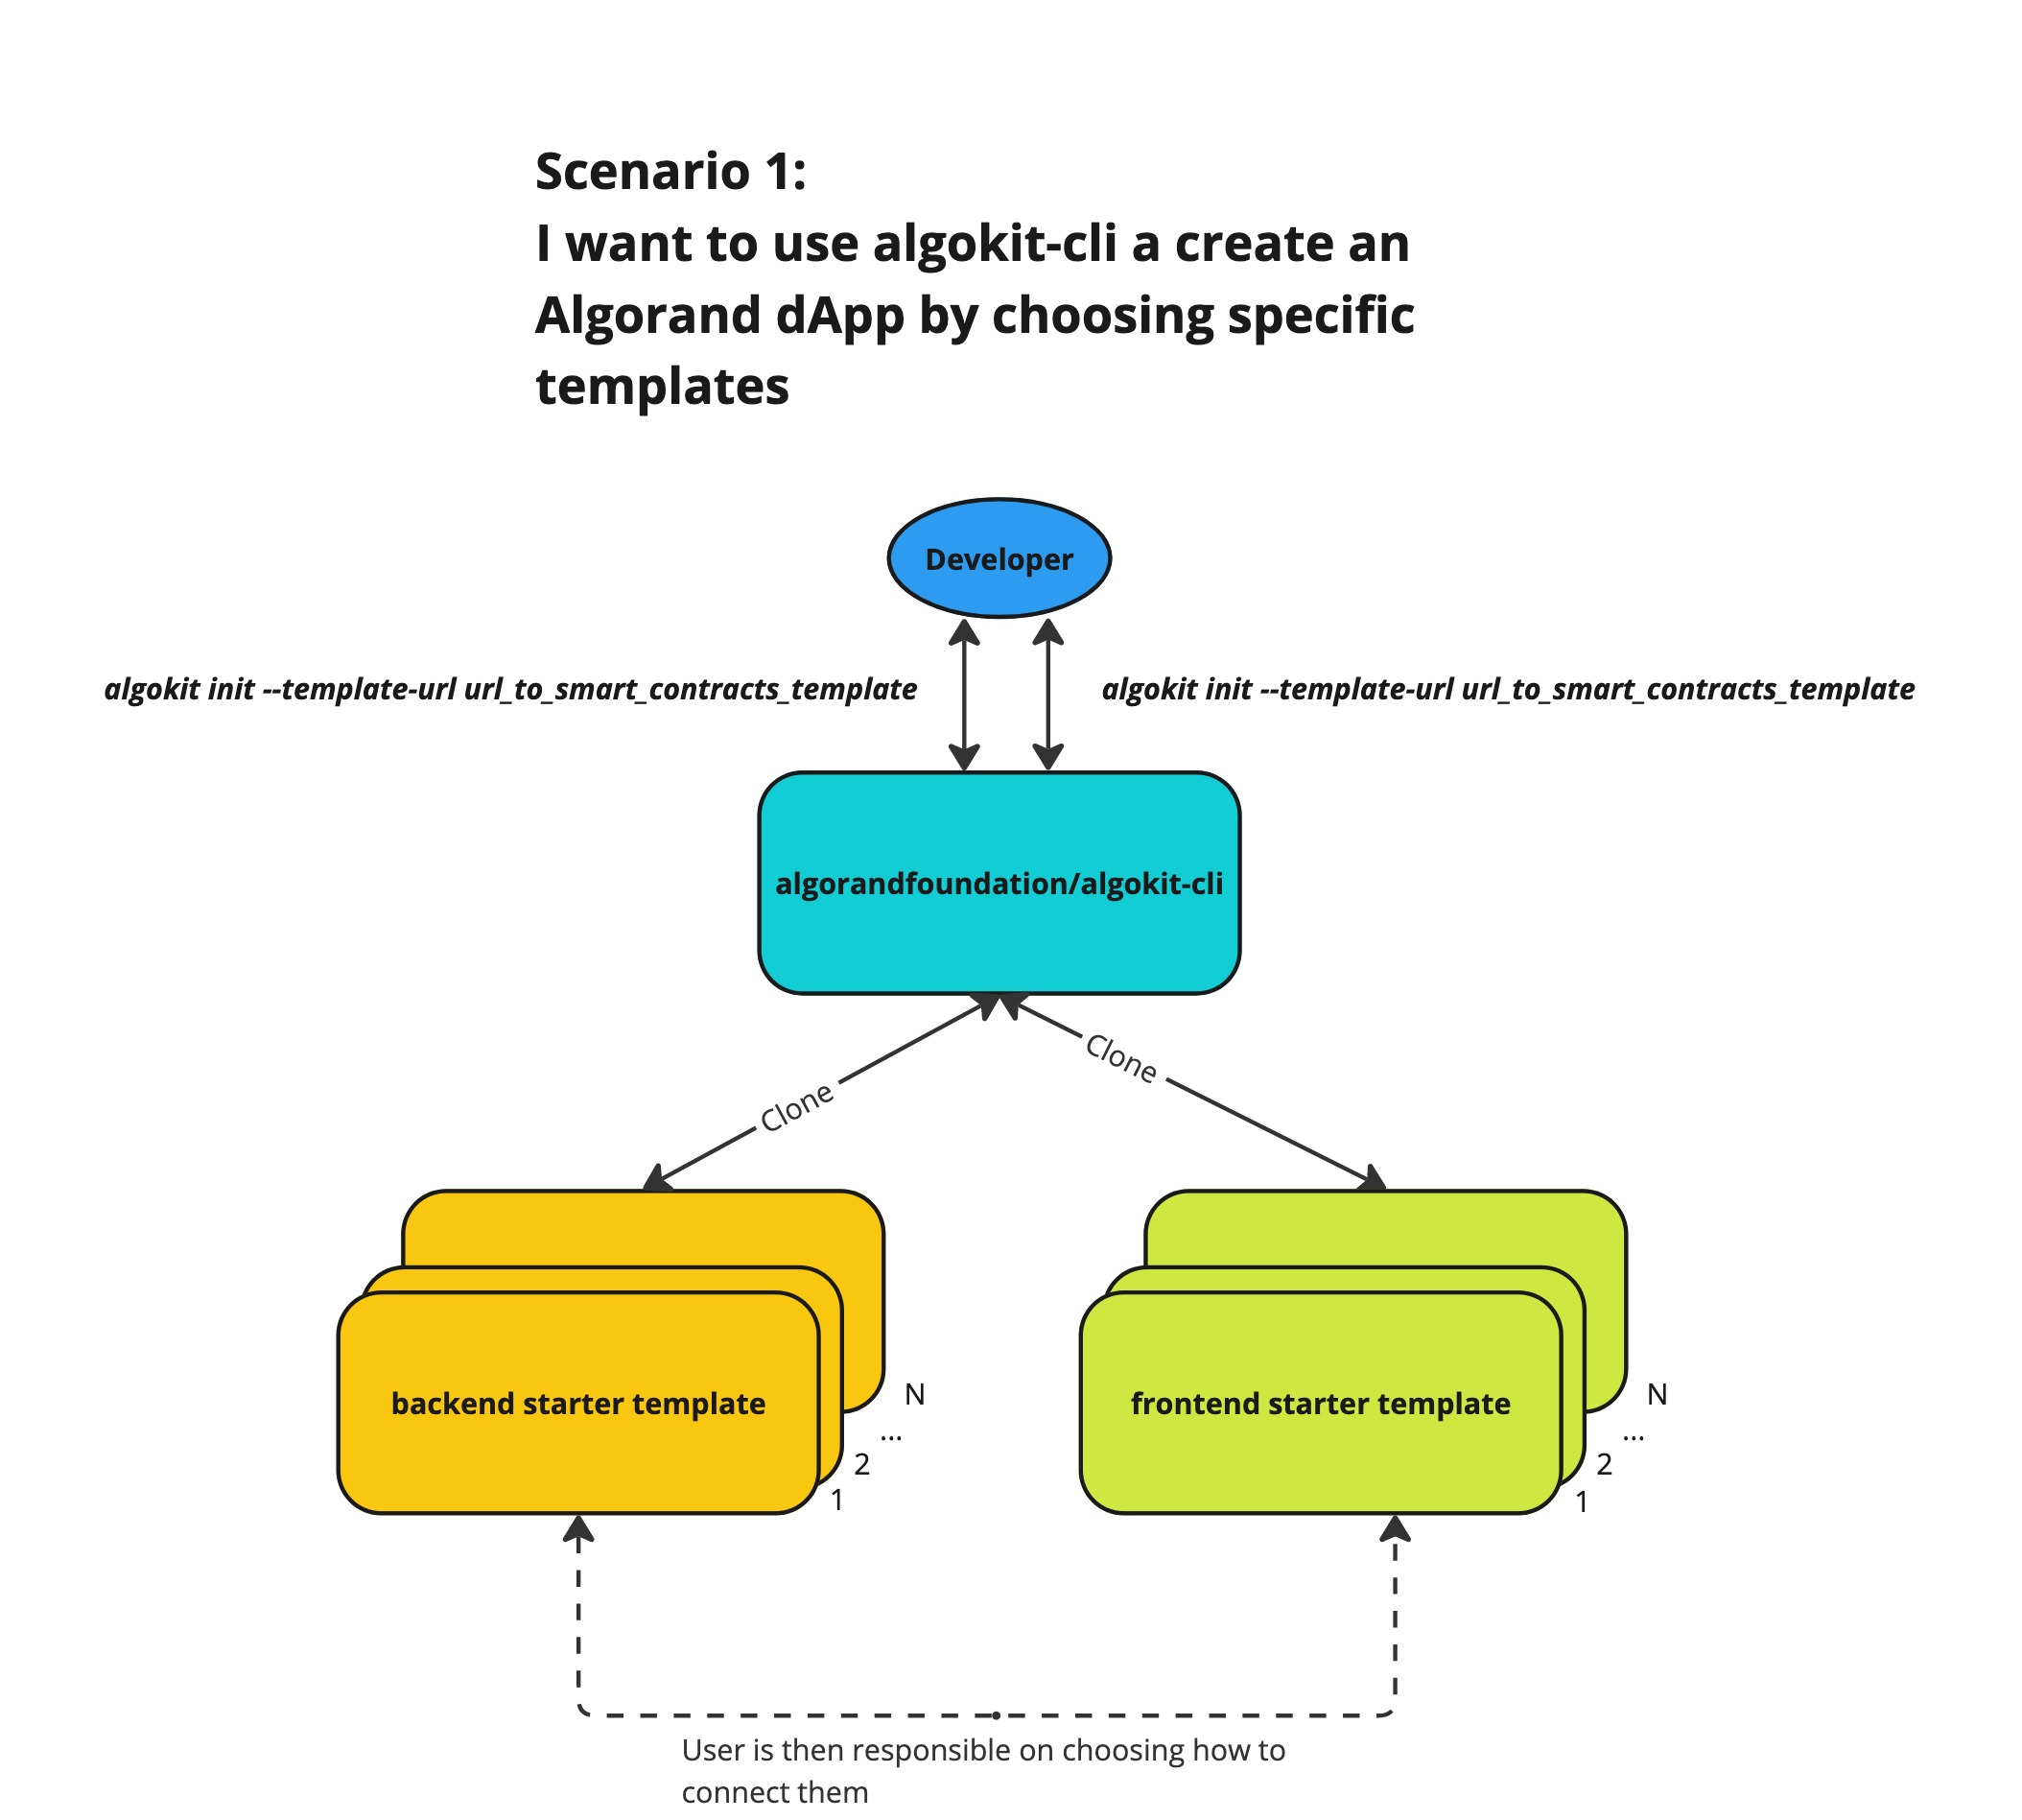 Scenario 1:
I want to use algokit-cli a create an
Algorand dApp by choosing specific
templates
Developer
algokit init --template-url url_to_smart_contracts_template
algokit init --template-url url_to_smart_contracts_template
algorandfoundation/algokit-cli
Clone
Clone
backend starter template
N
...
2
1
frontend starter template
N
...
2
1
User is then responsible on choosing how to
connect them